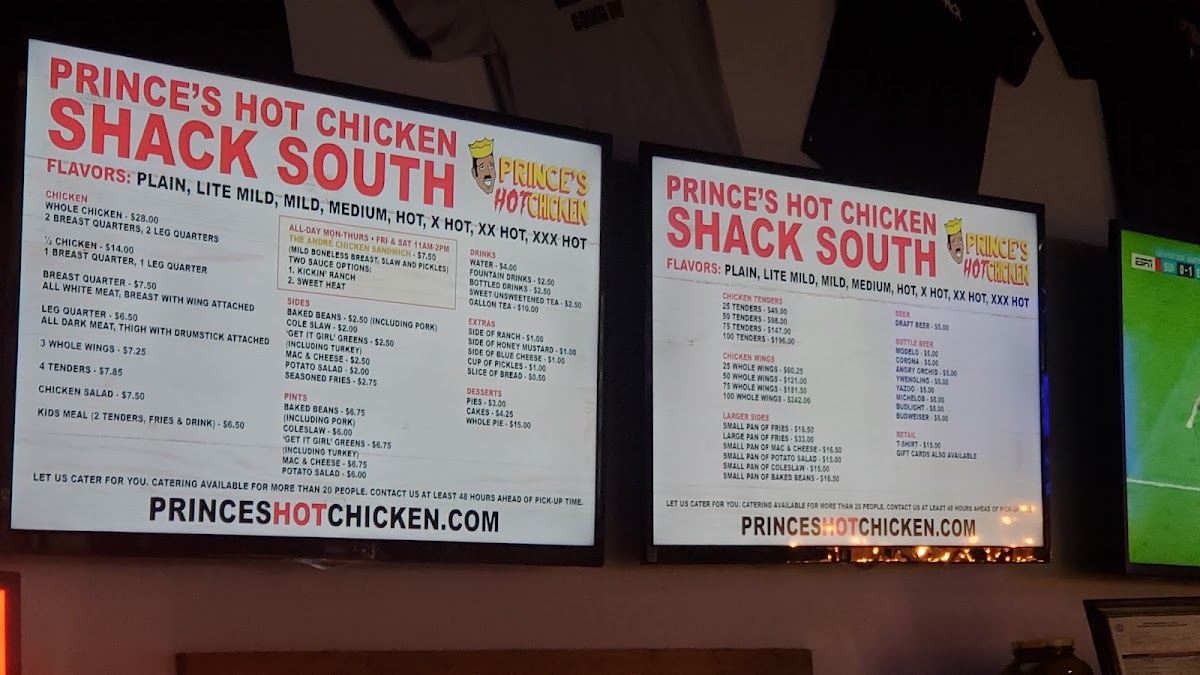 GOING IN!
PRINCE'S HOT CHICKEN
SHACK SOUTH
PRINCE'S
HOTCHICKEN
FLAVORS: PLAIN, LITE MILD, MILD, MEDIUM, HOT, X HOT, XX HOT, XXX HOT
CHICKEN
WHOLE CHICKEN - $28.00
2 BREAST QUARTERS, 2 LEG QUARTERS
½ CHICKEN - $14.00
1 BREAST QUARTER, 1 LEG QUARTER
BREAST QUARTER - $7.50
ALL WHITE MEAT, BREAST WITH WING ATTACHED
LEG QUARTER - $6.50
ALL DARK MEAT, THIGH WITH DRUMSTICK ATTACHED
3 WHOLE WINGS - $7.25
4 TENDERS - $7.85
CHICKEN SALAD - $7.50
KIDS MEAL (2 TENDERS, FRIES & DRINK) - $6.50
ALL-DAY MON-THURS • FRI & SAT 11AM-2PM
THE ANDRÉ CHICKEN SANDWICH - $7.50
(MILD BONELESS BREAST, SLAW AND PICKLES)
TWO SAUCE OPTIONS:
1. KICKIN' RANCH
2. SWEET HEAT
SIDES
BAKED BEANS - $2.50 (INCLUDING PORK)
COLE SLAW - $2.00
'GET IT GIRL' GREENS - $2.50
(INCLUDING TURKEY)
MAC & CHEESE - $2.50
POTATO SALAD - $2.00
SEASONED FRIES - $2.75
PINTS
BAKED BEANS - $6.75
(INCLUDING PORK)
COLESLAW - $6.00
'GET IT GIRL' GREENS - $6.75
(INCLUDING TURKEY)
MAC & CHEESE - $6.75
POTATO SALAD - $6.00
DRINKS
WATER - $4.00
FOUNTAIN DRINKS - $2.50
BOTTLED DRINKS - $2.50
SWEET/UNSWEETENED TEA - $2.50
GALLON TEA - $10.00
EXTRAS
SIDE OF RANCH - $1.00
SIDE OF HONEY MUSTARD - $1.00
SIDE OF BLUE CHEESE - $1.00
CUP OF PICKLES - $1.00
SLICE OF BREAD - $0.50
DESSERTS
PIES - $3.00
CAKES - $4.25
WHOLE PIE - $15.00
LET US CATER FOR YOU. CATERING AVAILABLE FOR MORE THAN 20 PEOPLE. CONTACT US AT LEAST 48 HOURS AHEAD OF PICK-UP TIME.
PRINCESHOTCHICKEN.COM
PRINCE'S HOT CHICKEN
SHACK SOUTH
PRINCE'S
HOTCHICKEN
FLAVORS: PLAIN, LITE MILD, MILD, MEDIUM, HOT, X HOT, XX HOT, XXX HOT
CHICKEN TENDERS
25 TENDERS - $49.00
50 TENDERS - $98.00
75 TENDERS - $147.00
100 TENDERS - $196.00
CHICKEN WINGS
25 WHOLE WINGS - $60.25
50 WHOLE WINGS - $121.00
75 WHOLE WINGS - $181.50
100 WHOLE WINGS - $242.00
LARGER SIDES
SMALL PAN OF FRIES - $16.50
LARGE PAN OF FRIES - $33.00
SMALL PAN OF MAC & CHEESE - $16.50
SMALL PAN OF POTATO SALAD - $15.00
SMALL PAN OF COLESLAW - $15.00
SMALL PAN OF BAKED BEANS - $16.50
BEER
DRAFT BEER - $5.00
BOTTLE BEER
MODELO - $5.00
CORONA - $5.00
ANGRY ORCHID - $5.00
YWENGLING - $5.00
YAZOO - $5.00
MICHELOB - $5.00
BUDLIGHT - $5.00
BUDWEISER - $5.00
RETAIL
T-SHIRT - $15.00
GIFT CARDS ALSO AVAILABLE
LET US CATER FOR YOU. CATERING AVAILABLE FOR MORE THAN 20 PEOPLE. CONTACT US AT LEAST 48 HOURS AHEAD OF
PRINCESHOTCHICKEN.COM
ESPN
0-1